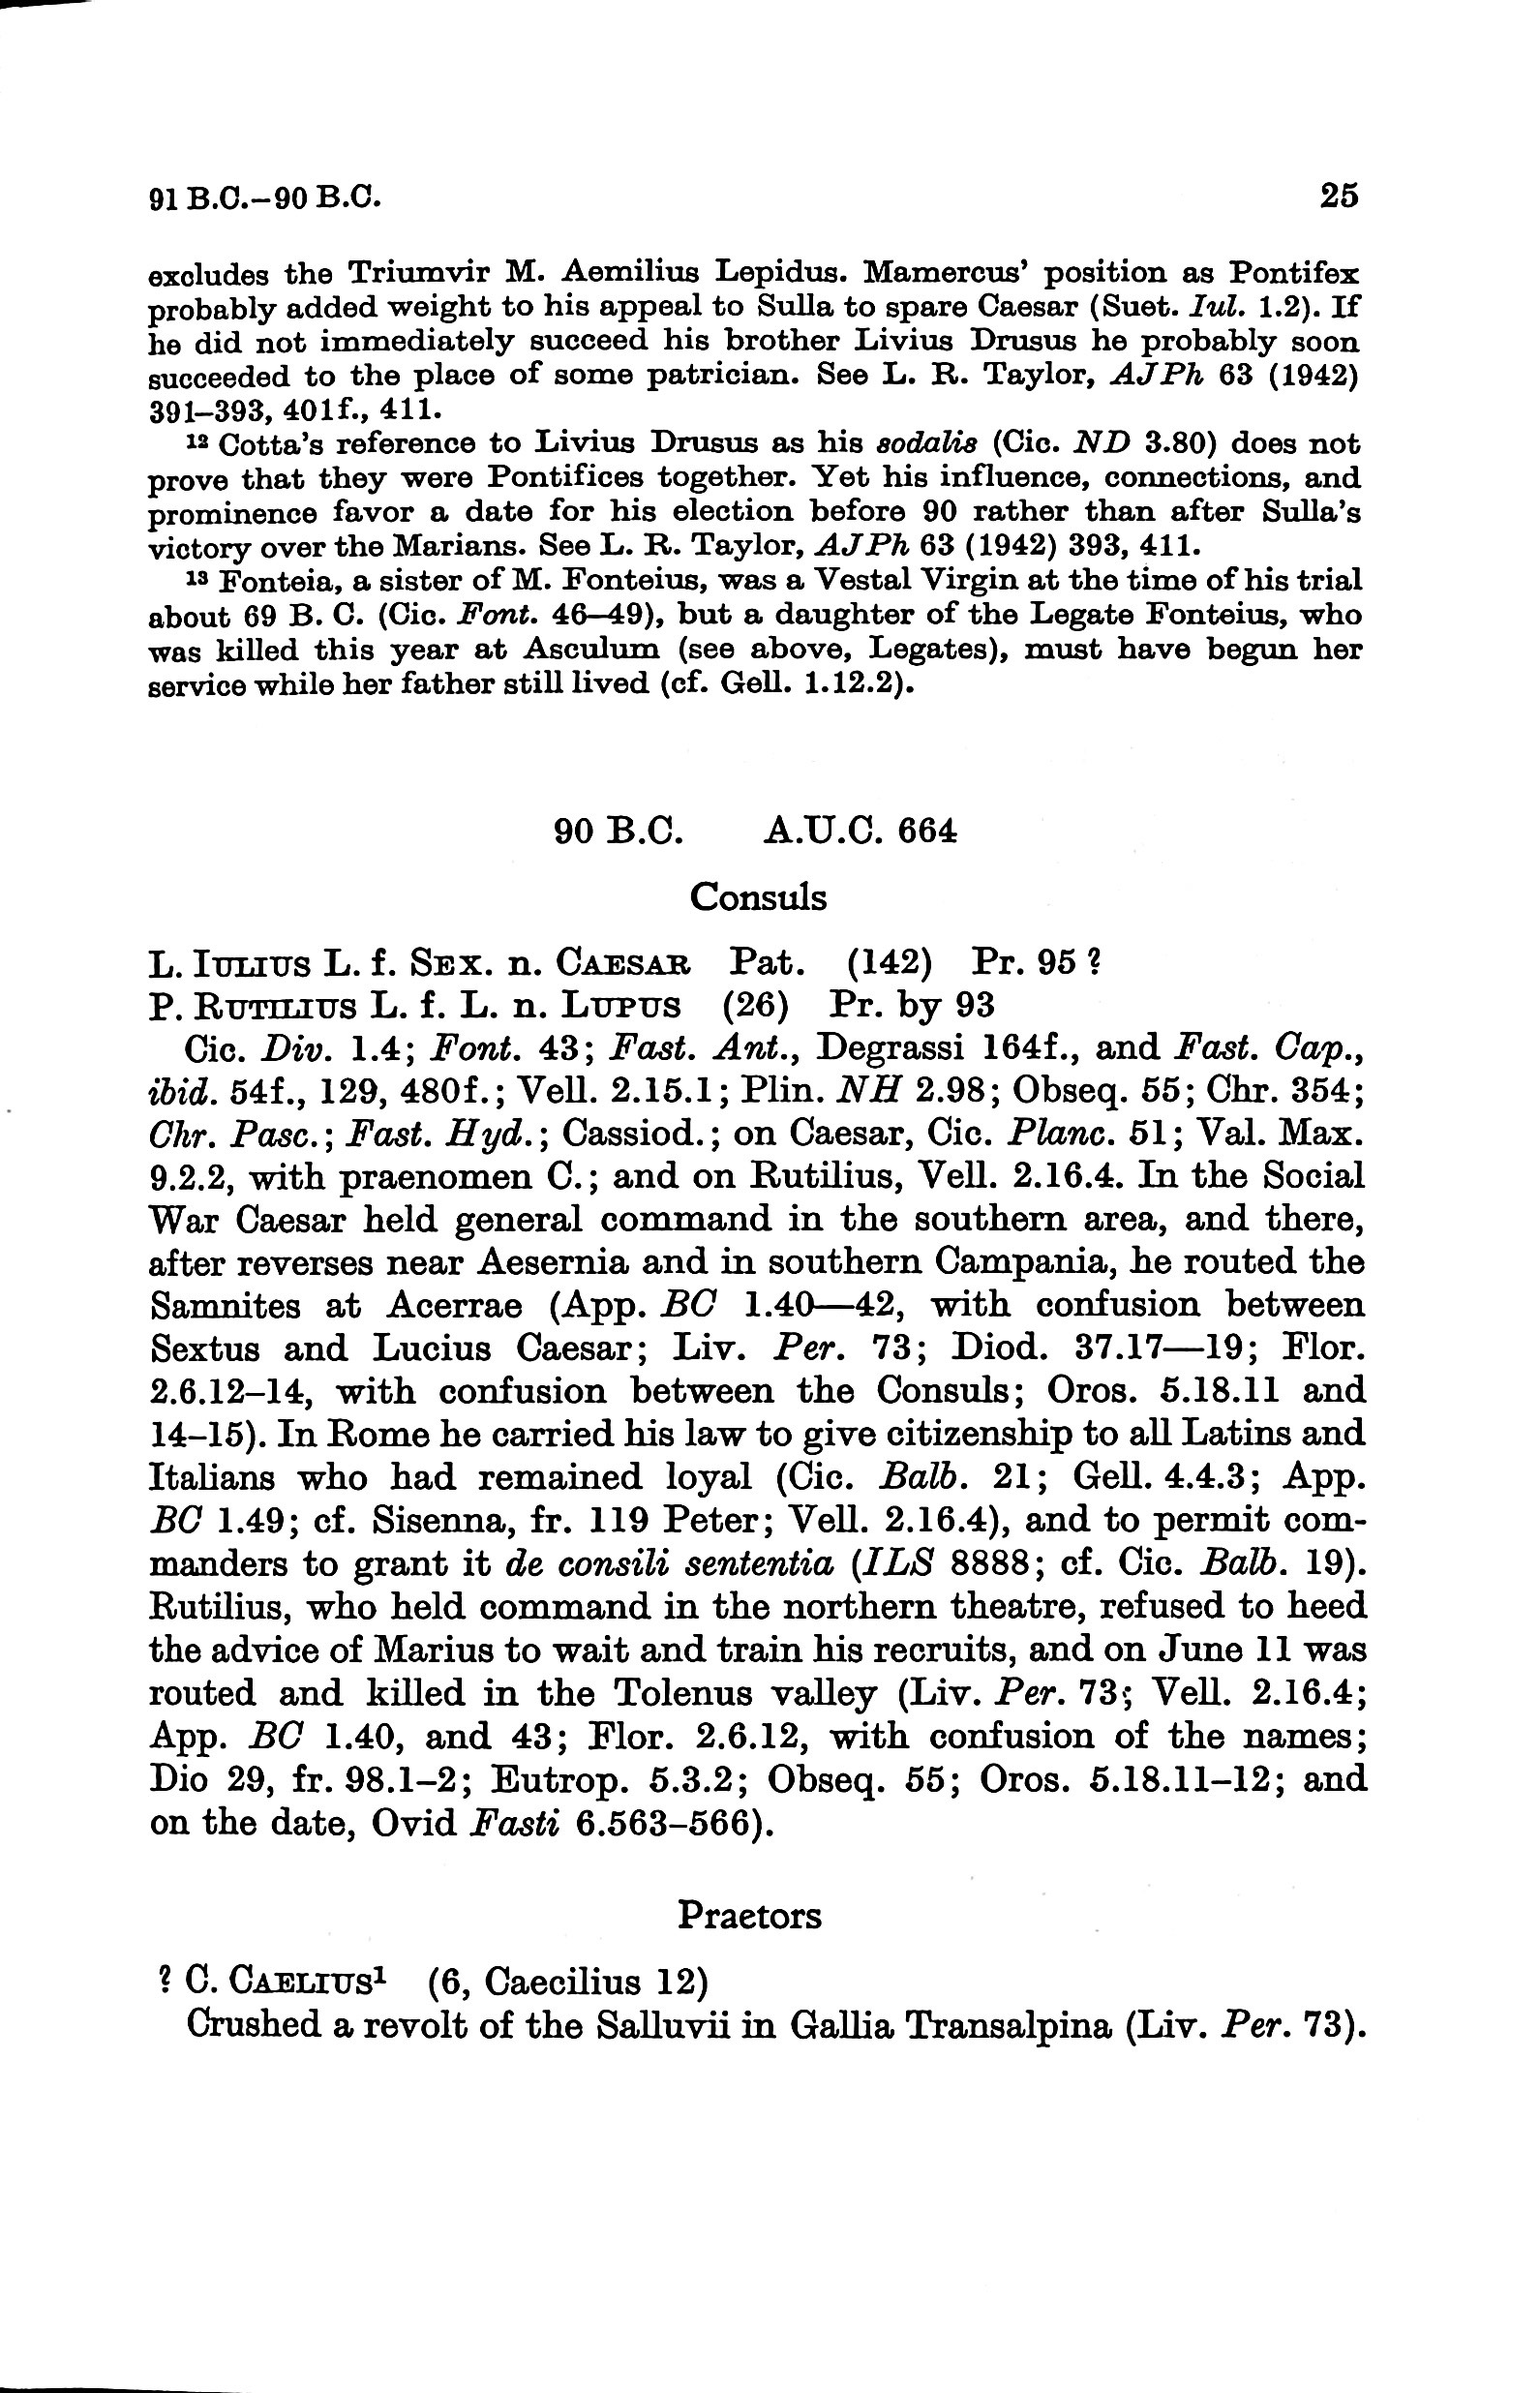 91 B.C.–90 B.C. 25
excludes the Triumvir M. Aemilius Lepidus. Mamercus’ position as Pontifex
probably added weight to his appeal to Sulla to spare Caesar (Suet. Iul. 1.2). If
he did not immediately succeed his brother Livius Drusus he probably soon
succeeded to the place of some patrician. See L. R. Taylor, AJPh 63 (1942)
391–393, 401f., 411.
¹² Cotta’s reference to Livius Drusus as his sodalis (Cic. ND 3.80) does not
prove that they were Pontifices together. Yet his influence, connections, and
prominence favor a date for his election before 90 rather than after Sulla’s
victory over the Marians. See L. R. Taylor, AJPh 63 (1942) 393, 411.
¹³ Fonteia, a sister of M. Fonteius, was a Vestal Virgin at the time of his trial
about 69 B. C. (Cic. Font. 46–49), but a daughter of the Legate Fonteius, who
was killed this year at Asculum (see above, Legates), must have begun her
service while her father still lived (cf. Gell. 1.12.2).
90 B.C. A.U.C. 664
Consuls
L. Iulius L. f. Sex. n. Caesar Pat. (142) Pr. 95 ?
P. Rutilius L. f. L. n. Lupus (26) Pr. by 93
Cic. Div. 1.4; Font. 43; Fast. Ant., Degrassi 164f., and Fast. Cap.,
ibid. 54f., 129, 480f.; Vell. 2.15.1; Plin. NH 2.98; Obseq. 55; Chr. 354;
Chr. Pasc.; Fast. Hyd.; Cassiod.; on Caesar, Cic. Planc. 51; Val. Max.
9.2.2, with praenomen C.; and on Rutilius, Vell. 2.16.4. In the Social
War Caesar held general command in the southern area, and there,
after reverses near Aesernia and in southern Campania, he routed the
Samnites at Acerrae (App. BC 1.40—42, with confusion between
Sextus and Lucius Caesar; Liv. Per. 73; Diod. 37.17—19; Flor.
2.6.12–14, with confusion between the Consuls; Oros. 5.18.11 and
14–15). In Rome he carried his law to give citizenship to all Latins and
Italians who had remained loyal (Cic. Balb. 21; Gell. 4.4.3; App.
BC 1.49; cf. Sisenna, fr. 119 Peter; Vell. 2.16.4), and to permit com-
manders to grant it de consili sententia (ILS 8888; cf. Cic. Balb. 19).
Rutilius, who held command in the northern theatre, refused to heed
the advice of Marius to wait and train his recruits, and on June 11 was
routed and killed in the Tolenus valley (Liv. Per. 73; Vell. 2.16.4;
App. BC 1.40, and 43; Flor. 2.6.12, with confusion of the names;
Dio 29, fr. 98.1–2; Eutrop. 5.3.2; Obseq. 55; Oros. 5.18.11–12; and
on the date, Ovid Fasti 6.563–566).
Praetors
? C. Caelius¹ (6, Caecilius 12)
Crushed a revolt of the Salluvii in Gallia Transalpina (Liv. Per. 73).